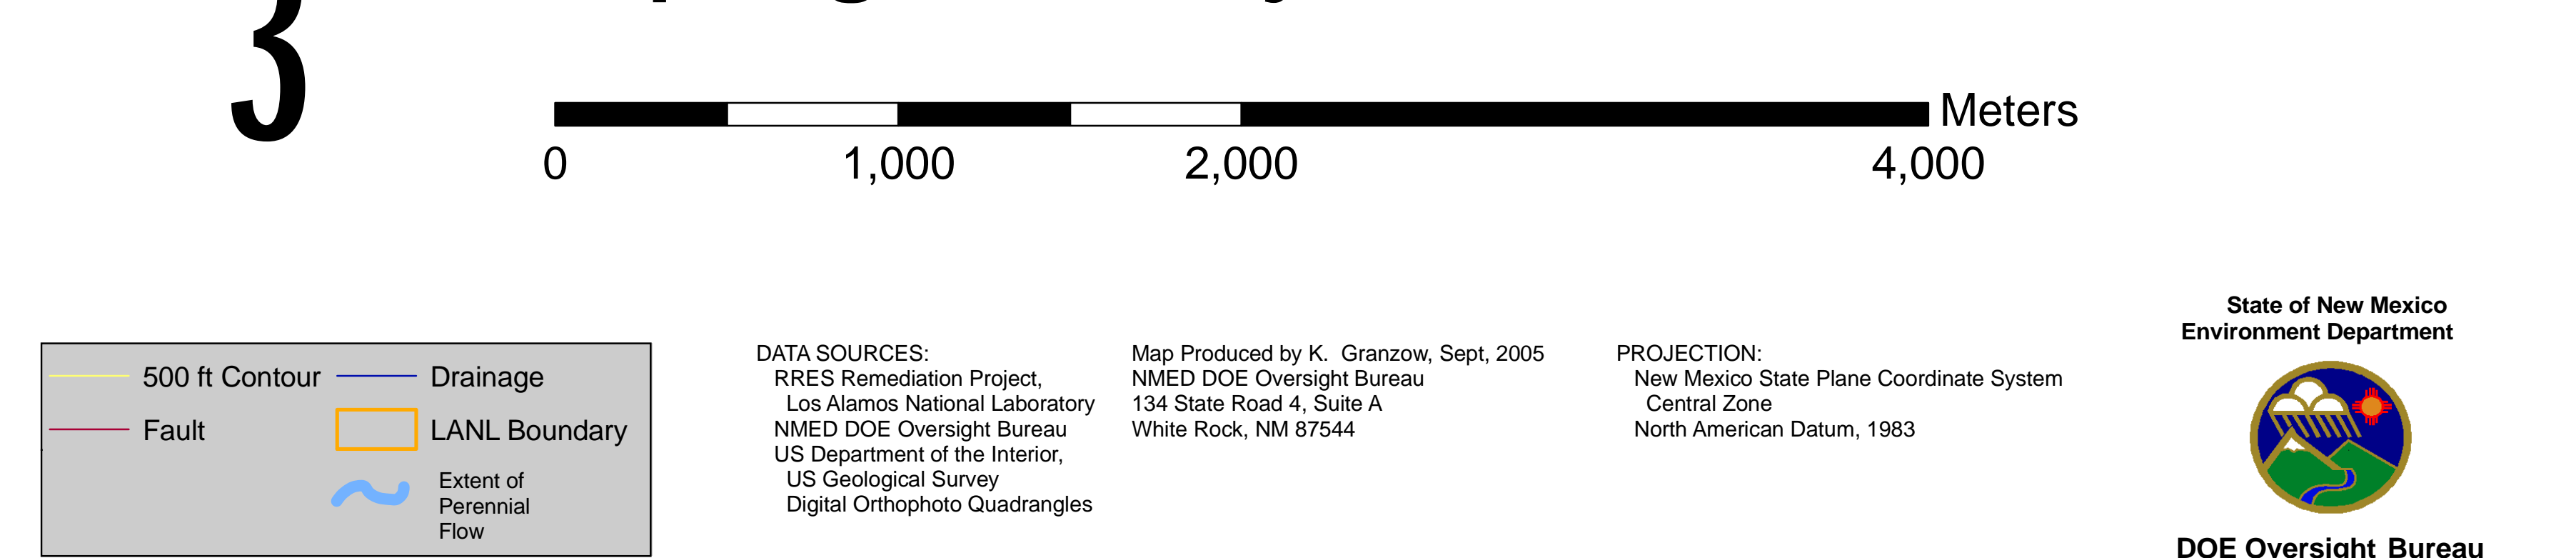 Meters
0 1,000 2,000 4,000
500 ft Contour
Drainage
Fault
LANL Boundary
Extent of
Perennial
Flow
DATA SOURCES:
RRES Remediation Project,
Los Alamos National Laboratory
NMED DOE Oversight Bureau
US Department of the Interior,
US Geological Survey
Digital Orthophoto Quadrangles
Map Produced by K.  Granzow, Sept, 2005
NMED DOE Oversight Bureau
134 State Road 4, Suite A
White Rock, NM 87544
PROJECTION:
New Mexico State Plane Coordinate System
Central Zone
North American Datum, 1983
State of New Mexico
Environment Department
DOE Oversight Bureau